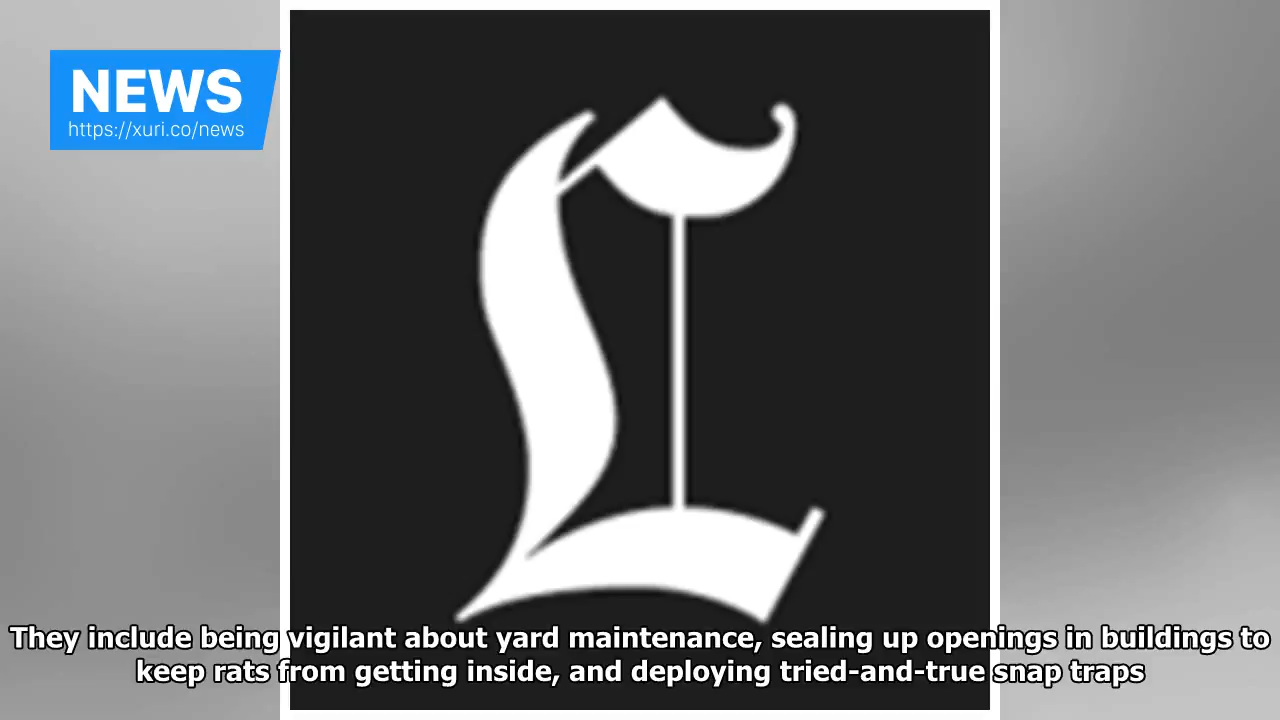 NEWS
https://xuri.co/news
L
They include being vigilant about yard maintenance, sealing up openings in buildings to
keep rats from getting inside, and deploying tried-and-true snap traps